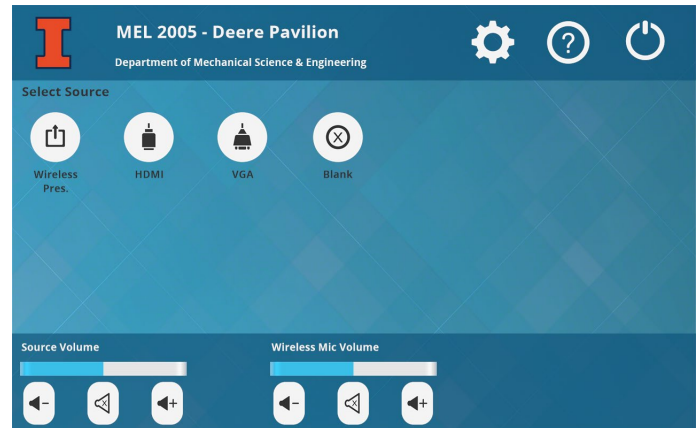 MEL 2005 - Deere Pavilion
Department of Mechanical Science & Engineering
Select Source
Wireless Pres.
HDMI
VGA
Blank
Source Volume
Wireless Mic Volume